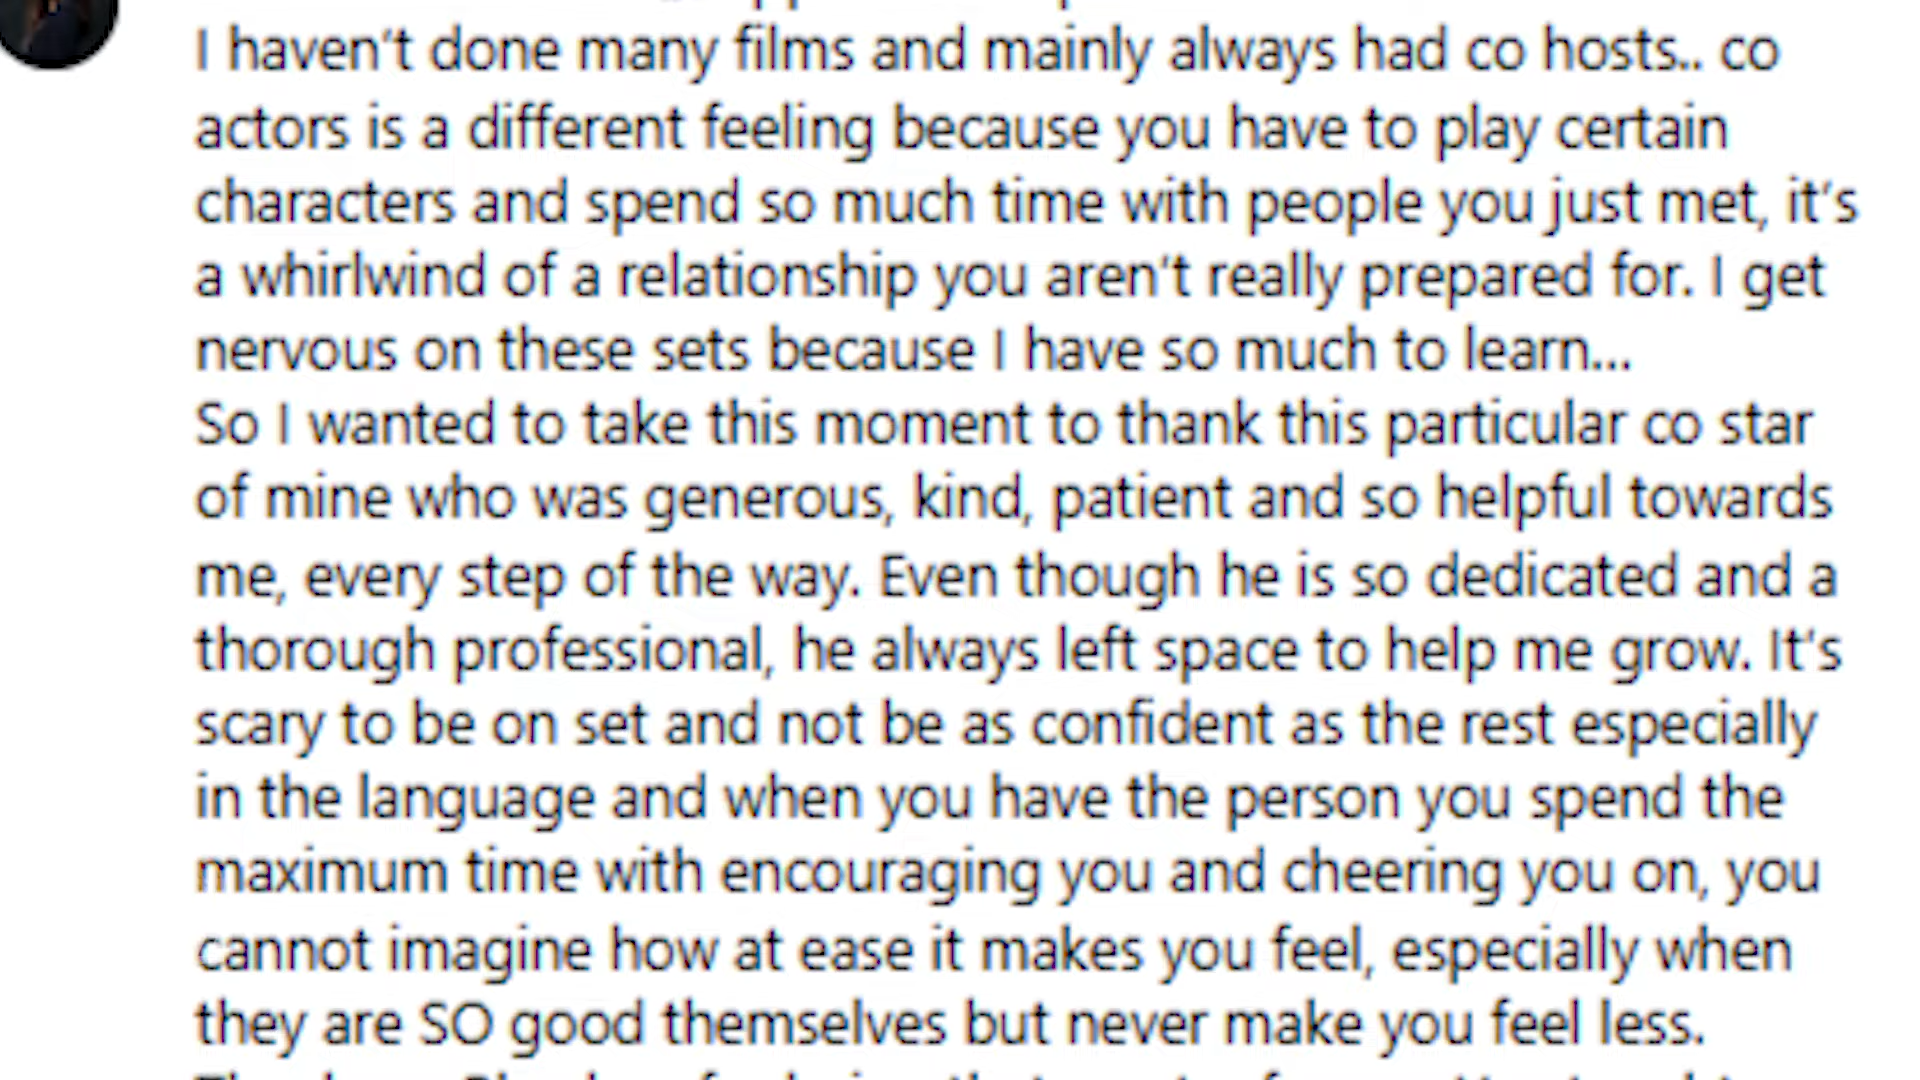 I haven't done many films and mainly always had co hosts.. co
actors is a different feeling because you have to play certain
characters and spend so much time with people you just met, it's
a whirlwind of a relationship you aren't really prepared for. I get
nervous on these sets because I have so much to learn...
So I wanted to take this moment to thank this particular co star
of mine who was generous, kind, patient and so helpful towards
me, every step of the way. Even though he is so dedicated and a
thorough professional, he always left space to help me grow. It's
scary to be on set and not be as confident as the rest especially
in the language and when you have the person you spend the
maximum time with encouraging you and cheering you on, you
cannot imagine how at ease it makes you feel, especially when
they are SO good themselves but never make you feel less.